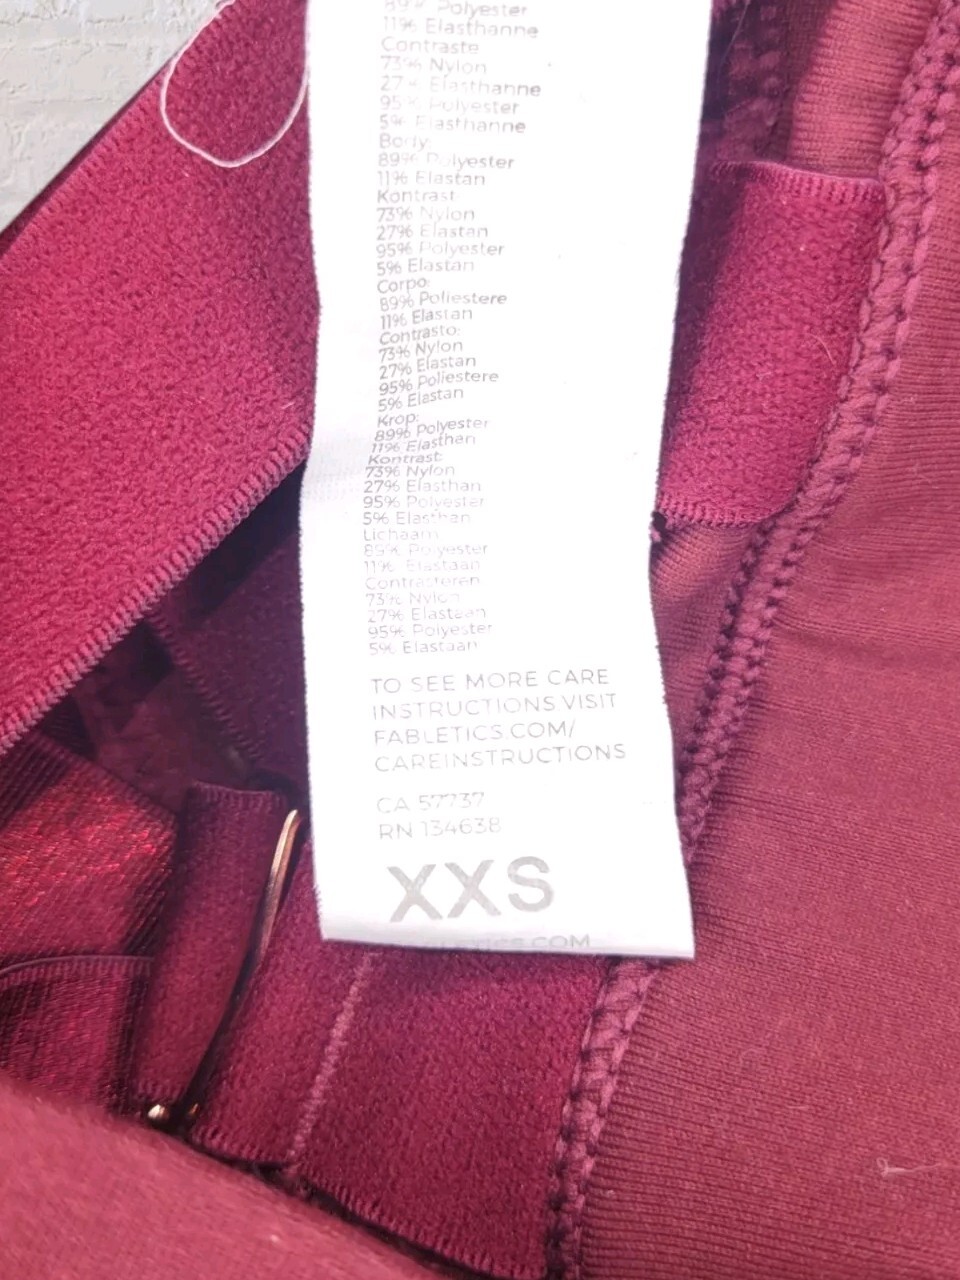 89% Polyester
11% Elasthanne
Contraste
73% Nylon
27% Elasthanne
95% Polyester
5% Elasthanne
Body:
89% Polyester
11% Elastan
Kontrast:
73% Nylon
27% Elastan
95% Polyester
5% Elastan
Corpo:
89% Poliestere
11% Elastan
Contrasto:
73% Nylon
27% Elastan
95% Poliestere
5% Elastan
Krop:
89% Polyester
11% Elasthan
Kontrast:
73% Nylon
27% Elasthan
95% Polyester
5% Elasthan
Lichaam
89% Polyester
11% Elastaan
Contrasteren
73% Nylon
27% Elastaan
95% Polyester
5% Elastaan
TO SEE MORE CARE
INSTRUCTIONS VISIT
FABLETICS.COM/
CAREINSTRUCTIONS
CA 57737
RN 134638
XXS